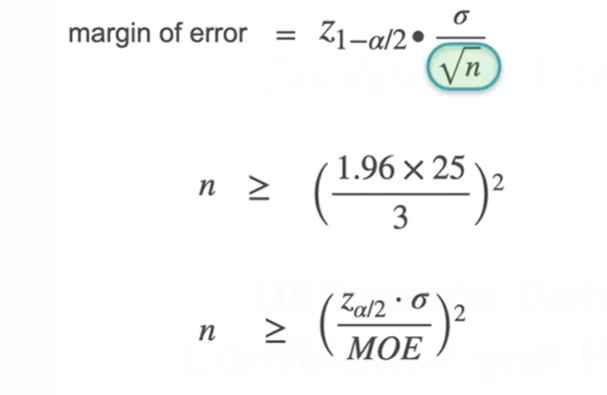 margin of error = z_{1−α/2} • σ / √n
n ≥ (1.96 × 25 / 3)^2
n ≥ (z_{α/2} · σ / MOE)^2